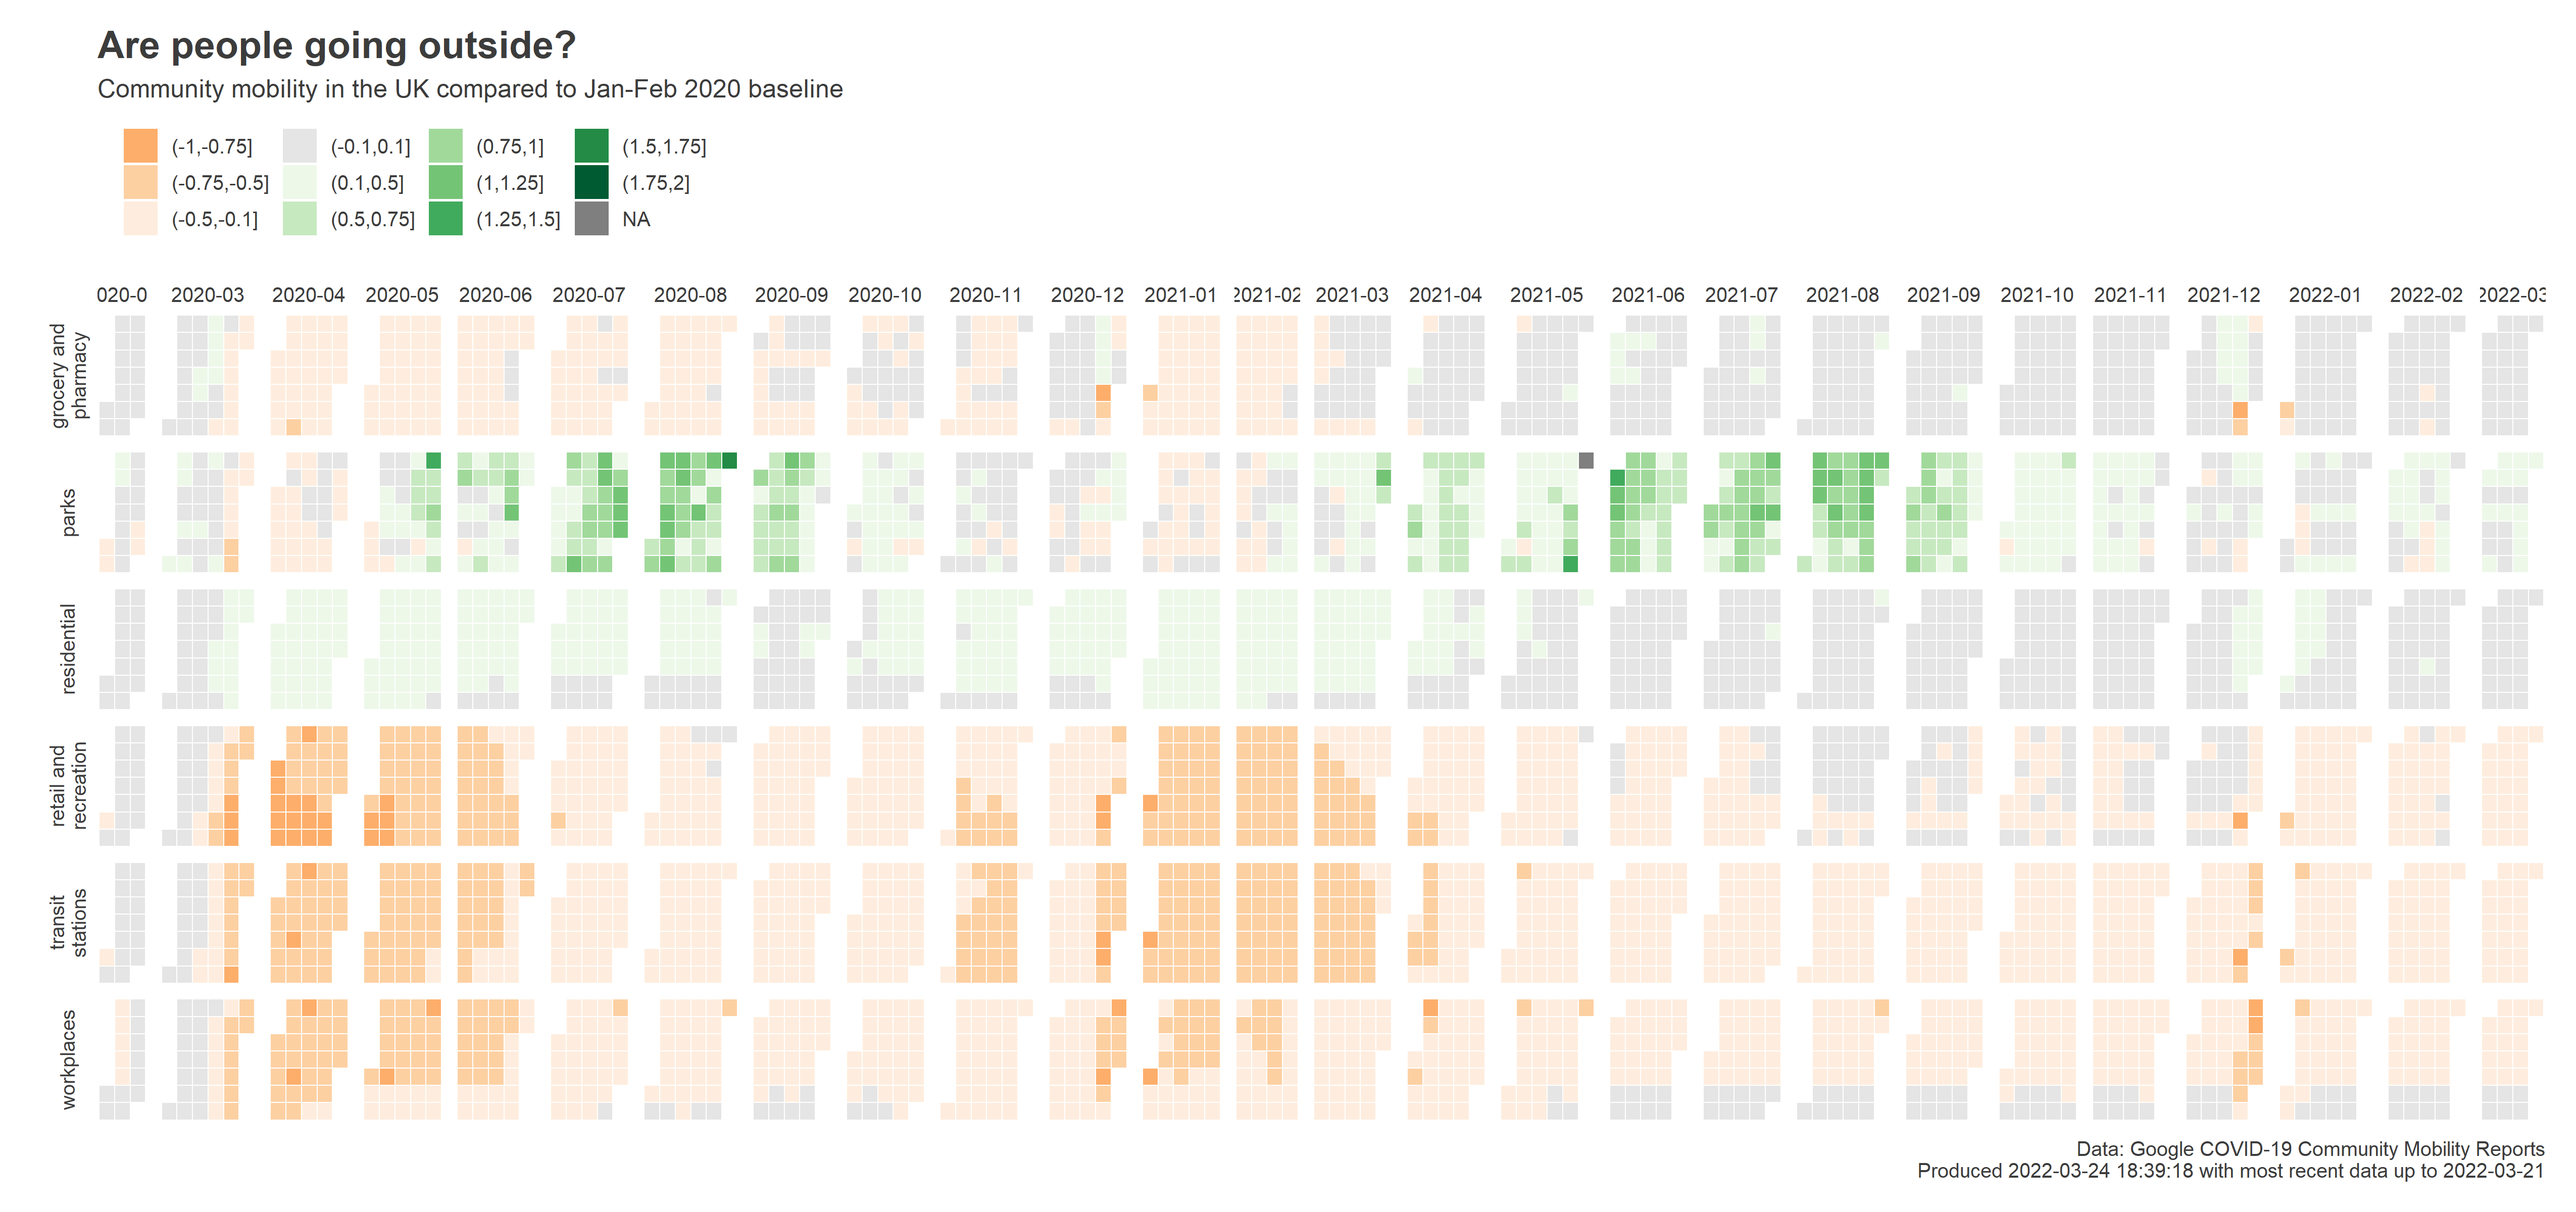 Are people going outside?
Community mobility in the UK compared to Jan-Feb 2020 baseline
(-1,-0.75] (-0.1,0.1] (0.75,1] (1.5,1.75]
(-0.75,-0.5] (0.1,0.5] (1,1.25] (1.75,2]
(-0.5,-0.1] (0.5,0.75] (1.25,1.5] NA
020-0 2020-03 2020-04 2020-05 2020-06 2020-07 2020-08 2020-09 2020-10 2020-11 2020-12 2021-01 2021-02 2021-03 2021-04 2021-05 2021-06 2021-07 2021-08 2021-09 2021-10 2021-11 2021-12 2022-01 2022-02 2022-03
grocery and
pharmacy
parks
residential
retail and
recreation
transit
stations
workplaces
Data: Google COVID-19 Community Mobility Reports
Produced 2022-03-24 18:39:18 with most recent data up to 2022-03-21